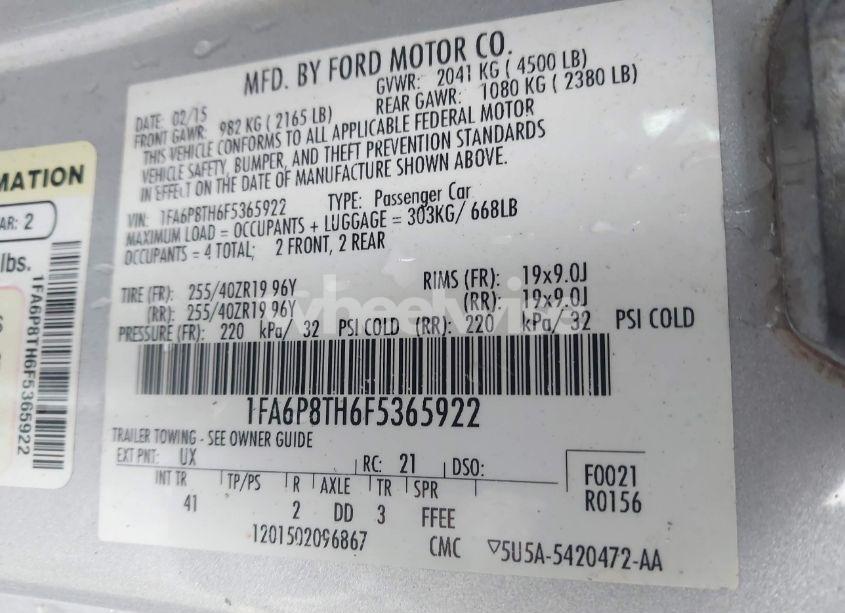 MFD. BY FORD MOTOR CO.
DATE: 02/15 GVWR: 2041 KG ( 4500 LB)
FRONT GAWR: 982 KG ( 2165 LB) REAR GAWR: 1080 KG ( 2380 LB)
THIS VEHICLE CONFORMS TO ALL APPLICABLE FEDERAL MOTOR
VEHICLE SAFETY, BUMPER, AND THEFT PREVENTION STANDARDS
IN EFFECT ON THE DATE OF MANUFACTURE SHOWN ABOVE.
VIN: 1FA6P8TH6F5365922 TYPE: Passenger Car
MAXIMUM LOAD = OCCUPANTS + LUGGAGE = 303KG/ 668LB
OCCUPANTS = 4 TOTAL; 2 FRONT, 2 REAR
TIRE (FR): 255/40ZR19 96Y RIMS (FR): 19x9.0J
(RR): 255/40ZR19 96Y (RR): 19x9.0J
PRESSURE (FR): 220 kPa/ 32 PSI COLD (RR): 220 kPa/ 32 PSI COLD
1FA6P8TH6F5365922
TRAILER TOWING - SEE OWNER GUIDE
EXT PNT: UX RC: 21 DSO:
INT TR TP/PS R AXLE TR SPR
41 2 DD 3 FFEE
F0021
R0156
1201502096867 CMC ▽5U5A-5420472-AA
MATION
AR: 2
lbs.
1FA6P8TH6F5365922